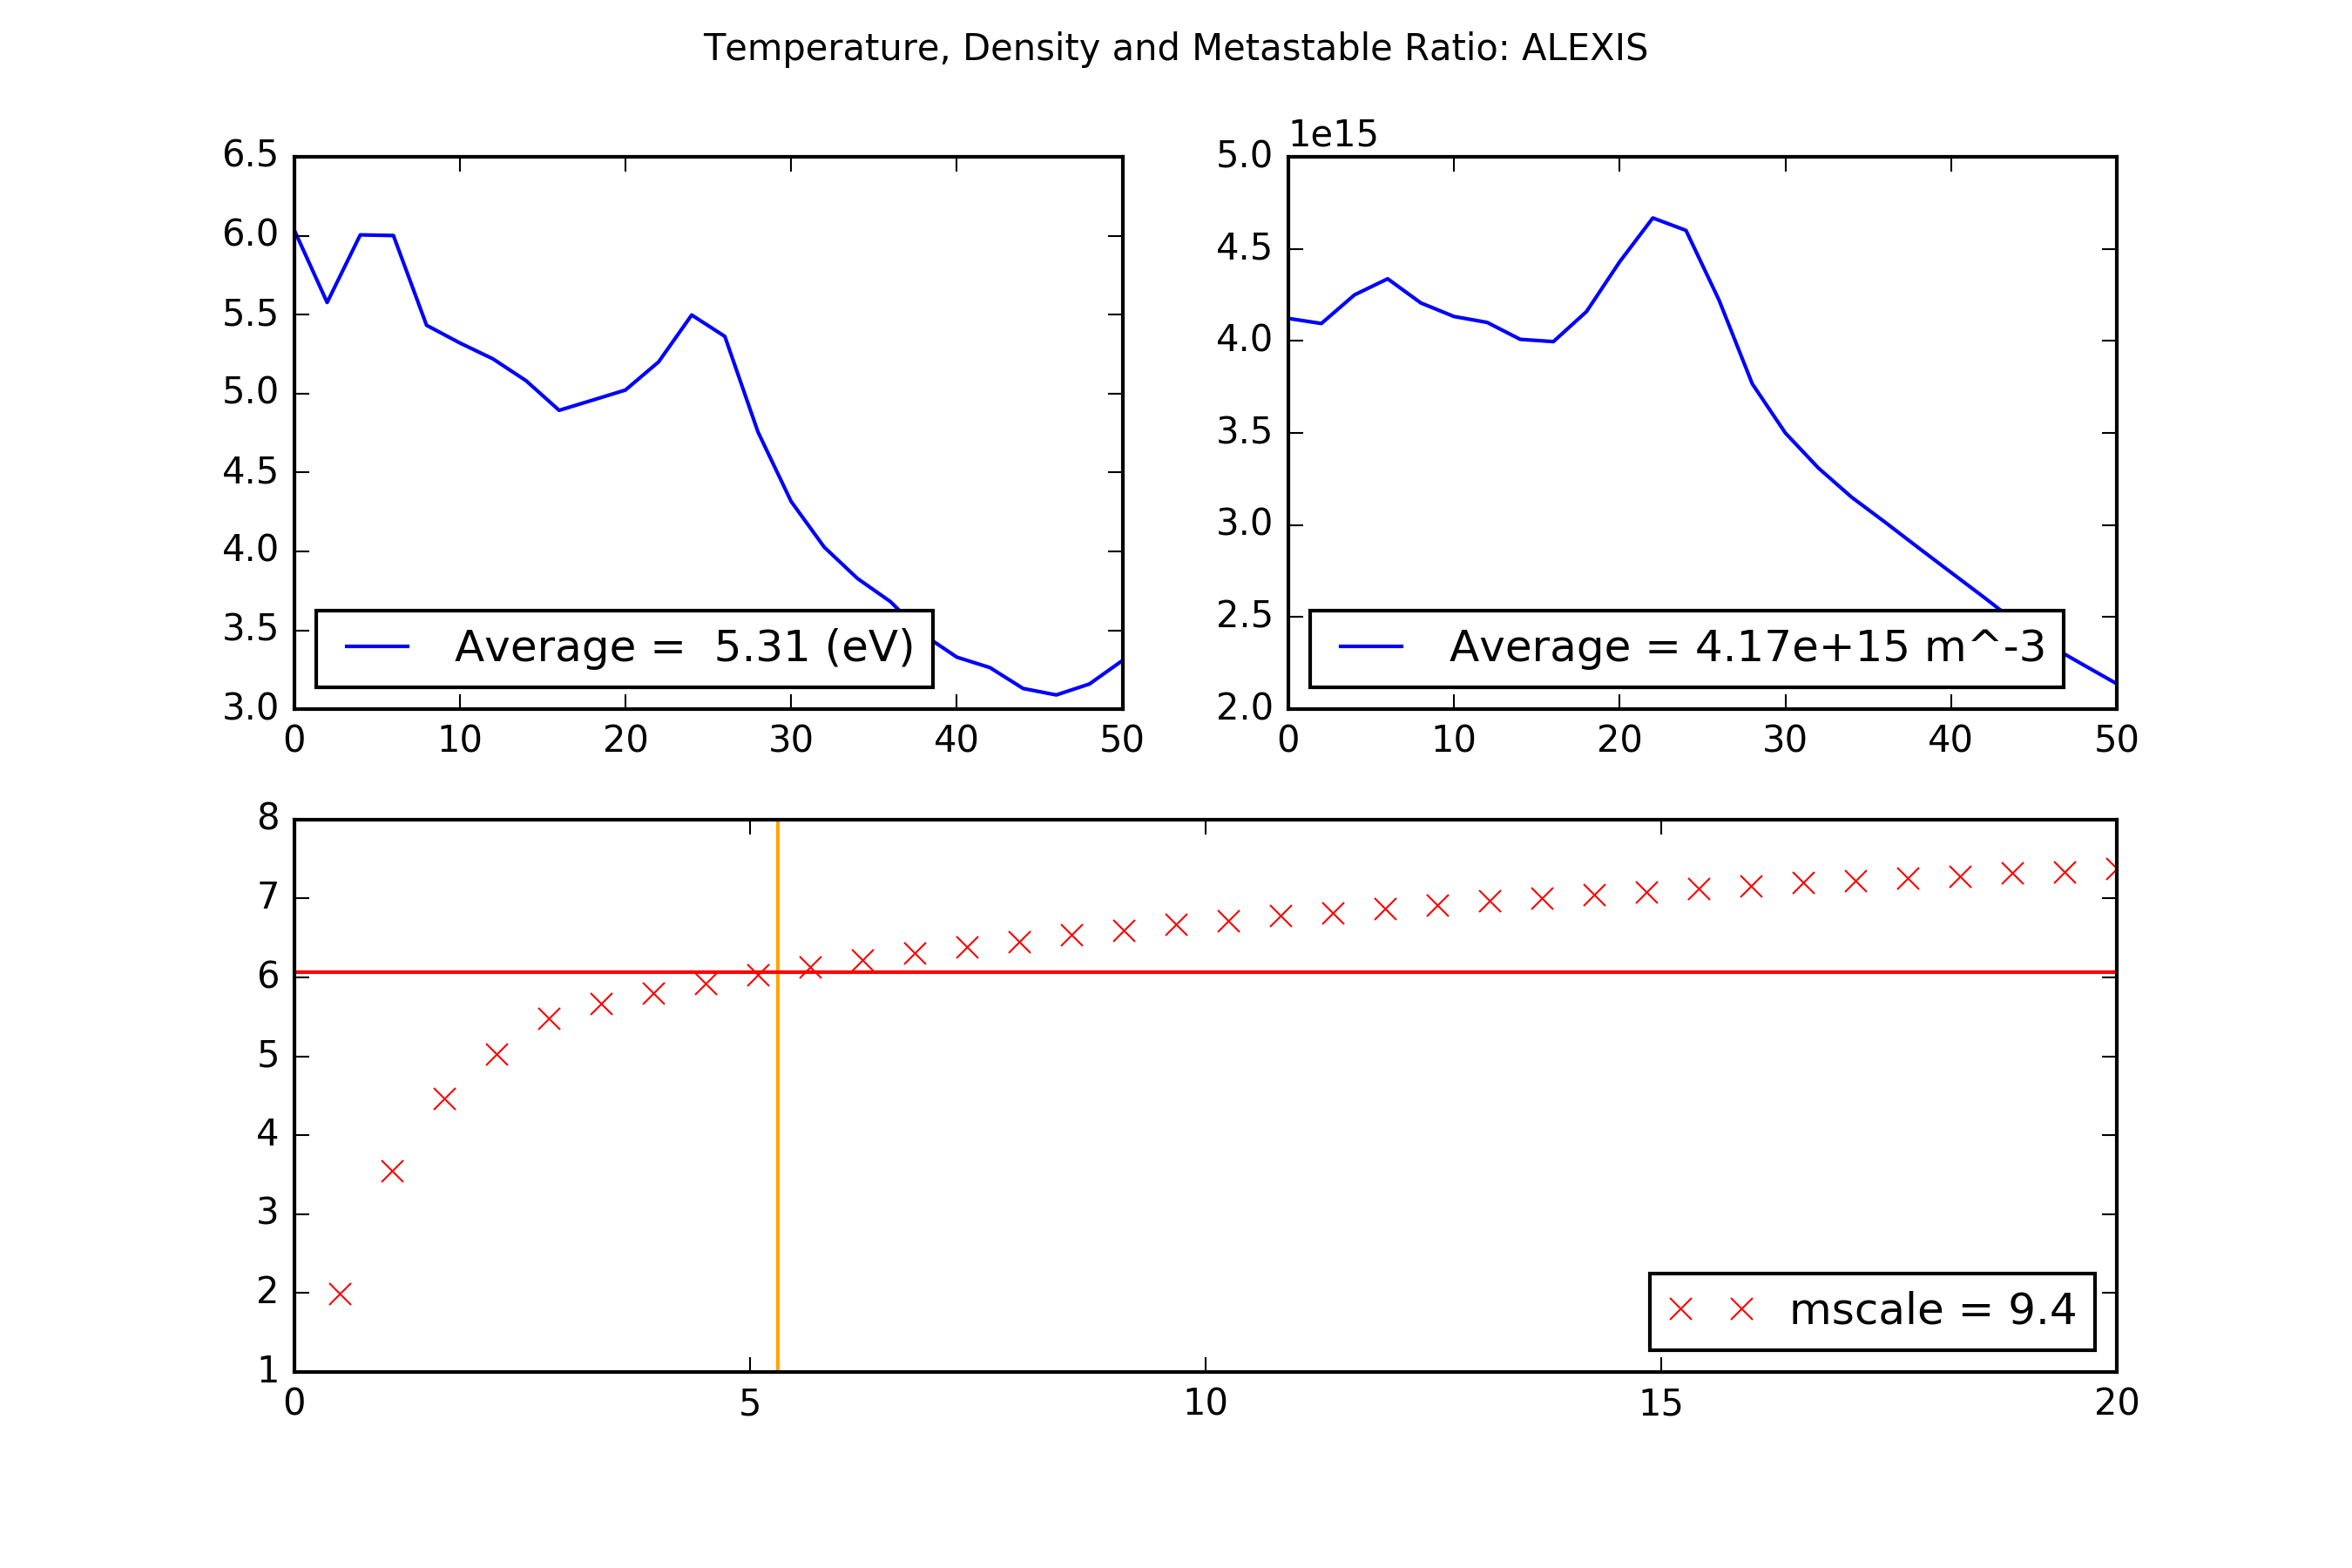 Temperature, Density and Metastable Ratio: ALEXIS
6.5
6.0
5.5
5.0
4.5
4.0
3.5
3.0
Average =  5.31 (eV)
0 10 20 30 40 50
1e15
5.0
4.5
4.0
3.5
3.0
2.5
2.0
Average = 4.17e+15 m^-3
0 10 20 30 40 50
8
7
6
5
4
3
2
1
mscale = 9.4
0 5 10 15 20